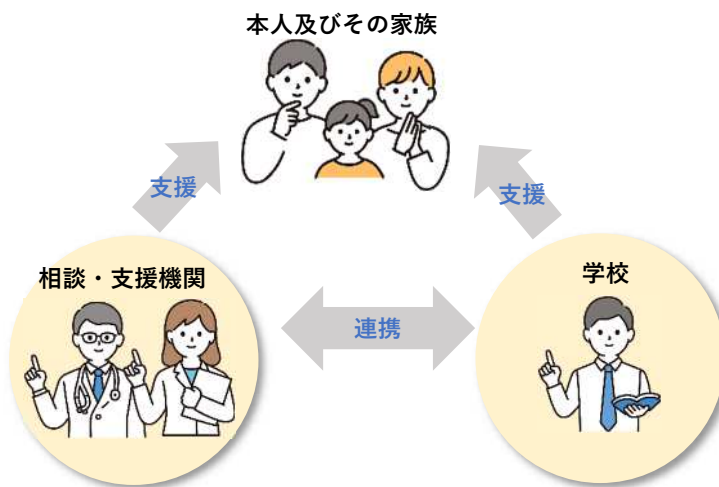 本人及びその家族
支援
支援
相談・支援機関
学校
連携